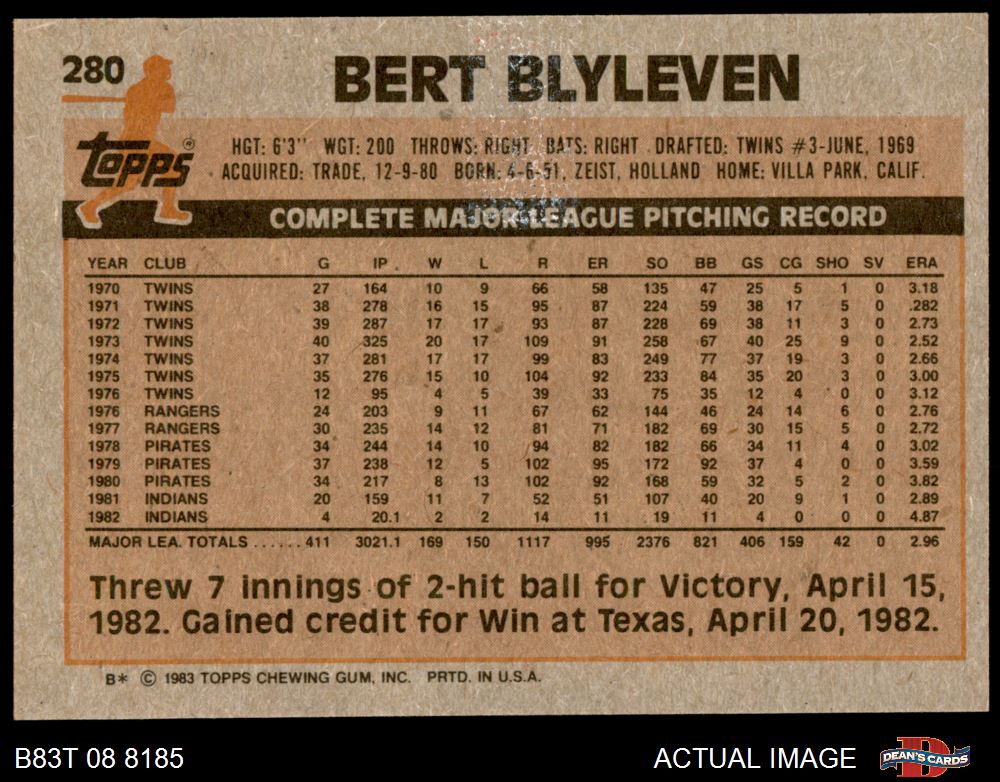 280
BERT BLYLEVEN
Topps®
HGT: 6'3" WGT: 200 THROWS: RIGHT BATS: RIGHT DRAFTED: TWINS #3-JUNE, 1969
ACQUIRED: TRADE, 12-9-80 BORN: 4-6-51, ZEIST, HOLLAND HOME: VILLA PARK, CALIF.
COMPLETE MAJOR LEAGUE PITCHING RECORD
YEAR CLUB G IP W L R ER SO BB GS CG SHO SV ERA
1970 TWINS 27 164 10 9 66 58 135 47 25 5 1 0 3.18
1971 TWINS 38 278 16 15 95 87 224 59 38 17 5 0 .282
1972 TWINS 39 287 17 17 93 87 228 69 38 11 3 0 2.73
1973 TWINS 40 325 20 17 109 91 258 67 40 25 9 0 2.52
1974 TWINS 37 281 17 17 99 83 249 77 37 19 3 0 2.66
1975 TWINS 35 276 15 10 104 92 233 84 35 20 3 0 3.00
1976 TWINS 12 95 4 5 39 33 75 35 12 4 0 0 3.12
1976 RANGERS 24 203 9 11 67 62 144 46 24 14 6 0 2.76
1977 RANGERS 30 235 14 12 81 71 182 69 30 15 5 0 2.72
1978 PIRATES 34 244 14 10 94 82 182 66 34 11 4 0 3.02
1979 PIRATES 37 238 12 5 102 95 172 92 37 4 0 0 3.59
1980 PIRATES 34 217 8 13 102 92 168 59 32 5 2 0 3.82
1981 INDIANS 20 159 11 7 52 51 107 40 20 9 1 0 2.89
1982 INDIANS 4 20.1 2 2 14 11 19 11 4 0 0 0 4.87
MAJOR LEA. TOTALS ...... 411 3021.1 169 150 1117 995 2376 821 406 159 42 0 2.96
Threw 7 innings of 2-hit ball for Victory, April 15,
1982. Gained credit for Win at Texas, April 20, 1982.
B* © 1983 TOPPS CHEWING GUM, INC. PRTD. IN U.S.A.
B83T 08 8185 ACTUAL IMAGE DEAN'S CARDS